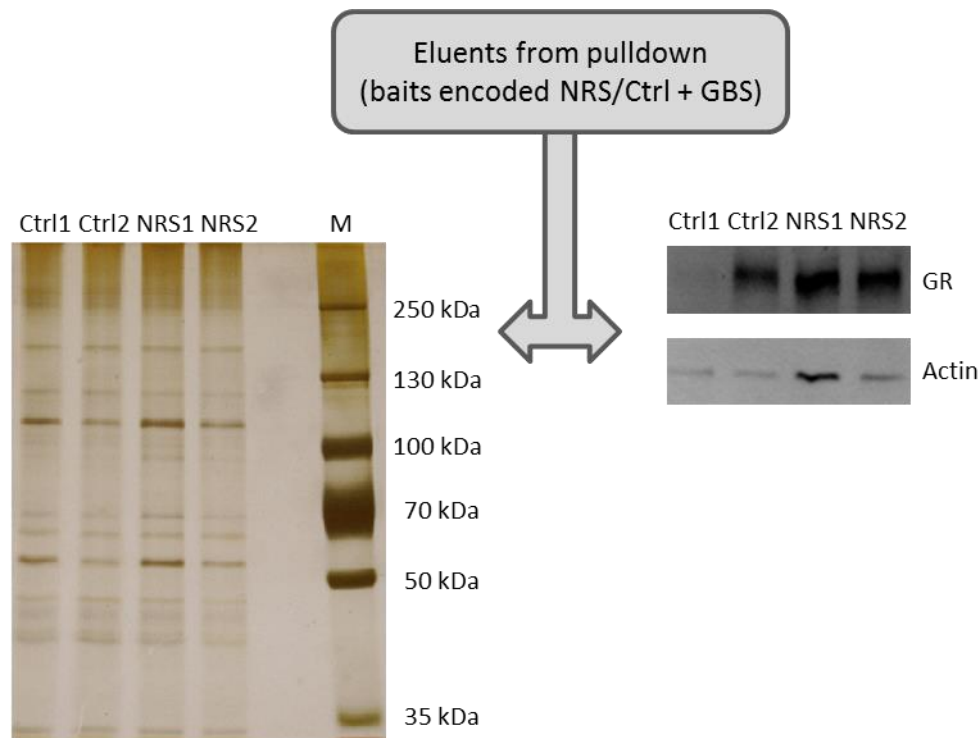 Eluents from pulldown
(baits encoded NRS/Ctrl + GBS)
Ctrl1 Ctrl2 NRS1 NRS2 M
250 kDa
130 kDa
100 kDa
70 kDa
50 kDa
35 kDa
Ctrl1 Ctrl2 NRS1 NRS2
GR
Actin